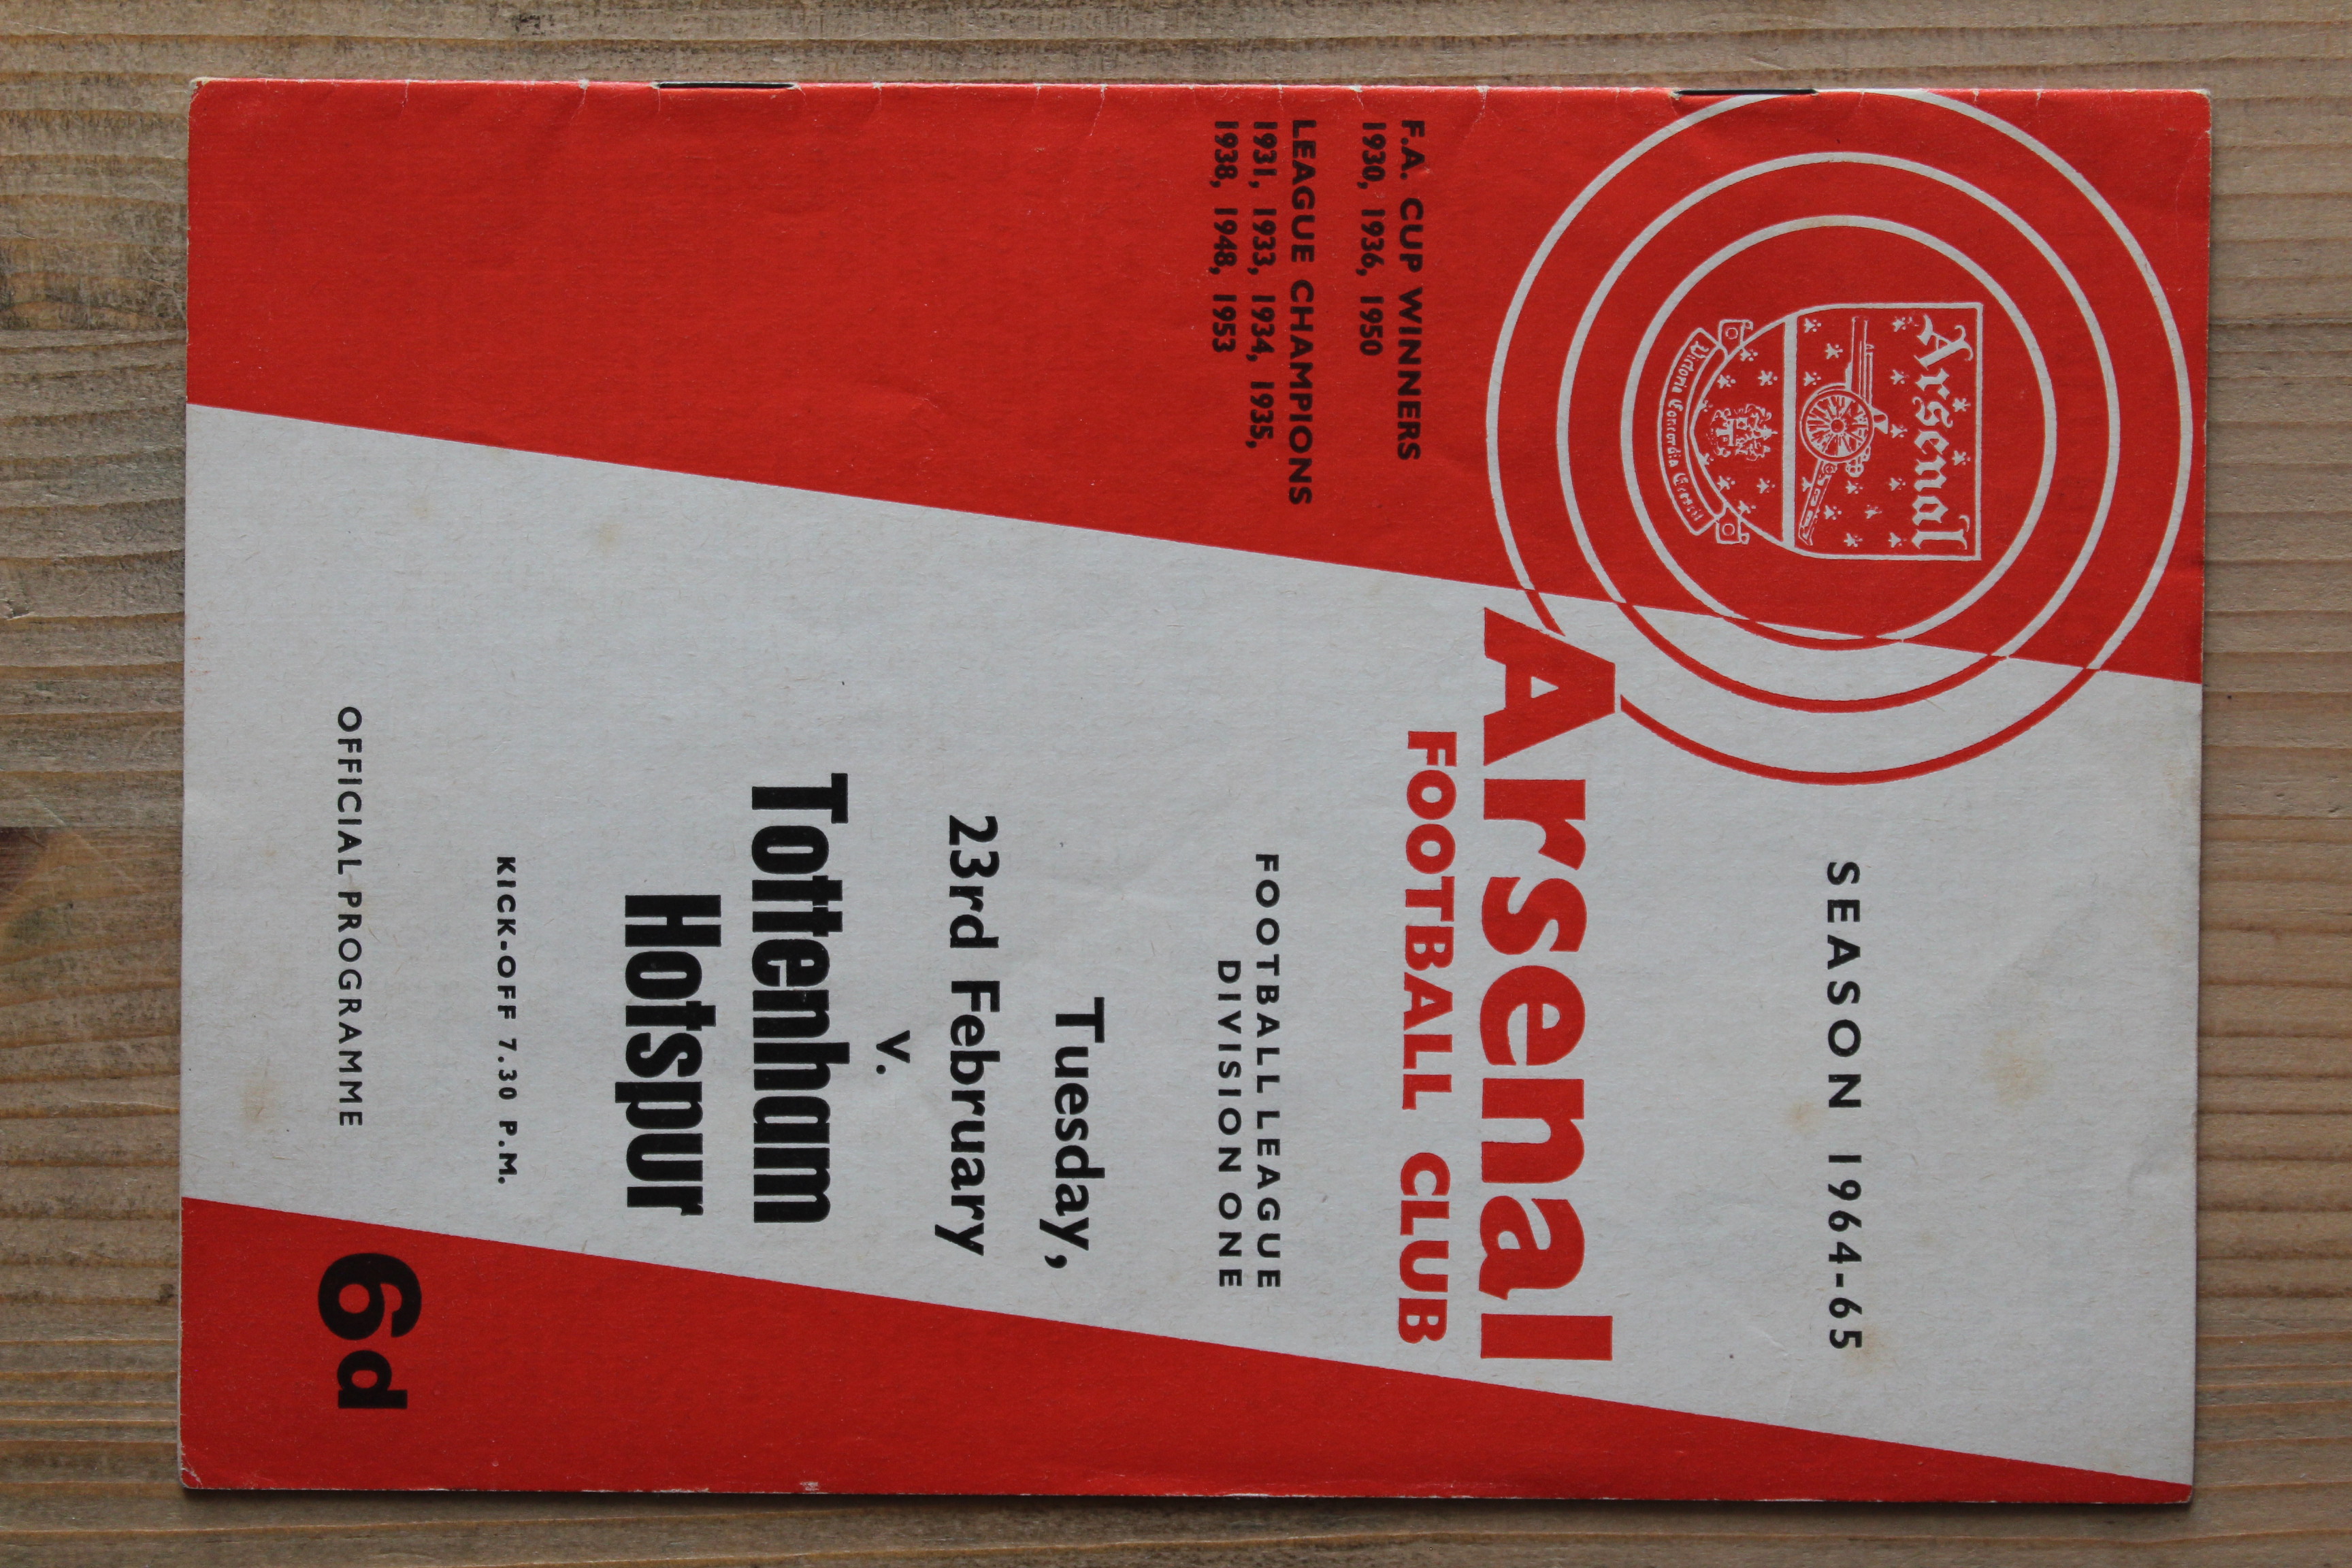 SEASON 1964-65
Arsenal
Victoria Concordia Crescit
Arsenal
FOOTBALL CLUB
F.A. CUP WINNERS
1930, 1936, 1950
LEAGUE CHAMPIONS
1931, 1933, 1934, 1935,
1938, 1948, 1953
FOOTBALL LEAGUE
DIVISION ONE
Tuesday,
23rd February
v.
Tottenham
Hotspur
KICK-OFF 7.30 P.M.
OFFICIAL PROGRAMME
6d